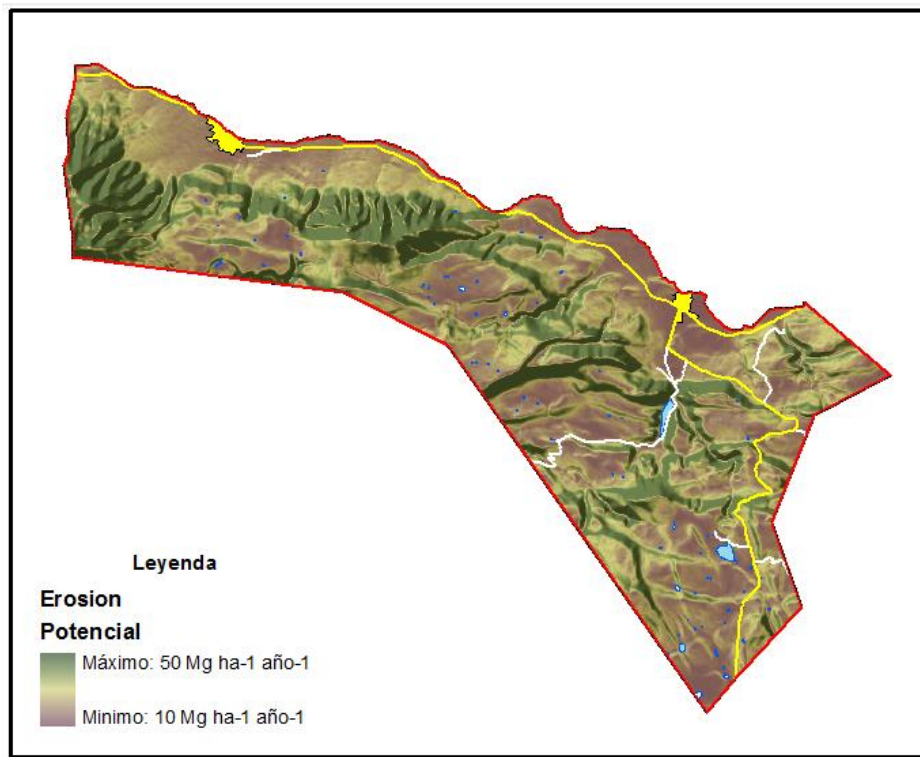 Leyenda
Erosion
Potencial
Máximo: 50 Mg ha-1 año-1
Minimo: 10 Mg ha-1 año-1